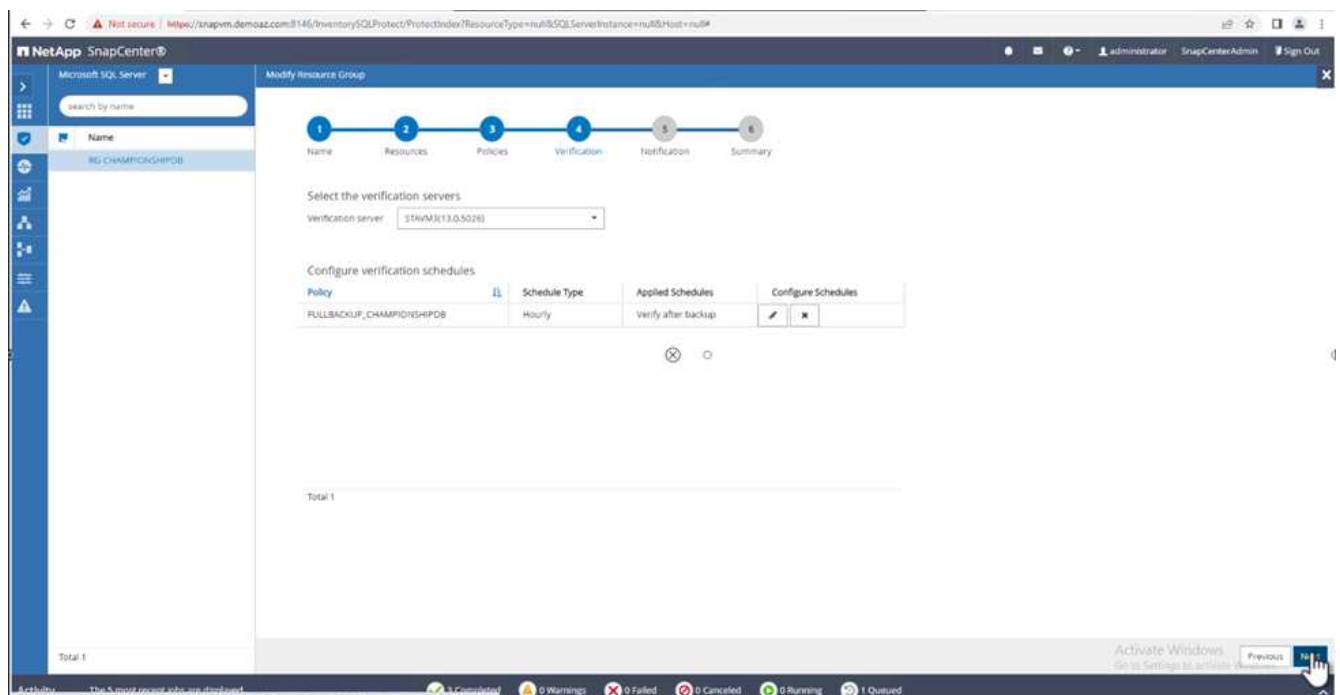 Not secure | https://snapvm.demoaz.com:8146/InventorySQLProtect/ProtectIndex?ResourceType=null&SQLServerInstance=null&Host=null#
NetApp SnapCenter®
administrator SnapCenterAdmin Sign Out
Microsoft SQL Server
Modify Resource Group
search by name
Name
RG-CHAMPIONSHIPDB
1 2 3 4 5 6
Name Resources Policies Verification Notification Summary
Select the verification servers
Verification server STAVM3(13.0.5026)
Configure verification schedules
Policy Schedule Type Applied Schedules Configure Schedules
FULLBACKUP_CHAMPIONSHIPDB Hourly Verify after backup
Total 1
Total 1
Activate Windows
Go to Settings to activate
Previous
Activity The 5 most recent jobs are displayed 3 Completed 0 Warnings 0 Failed 0 Canceled 0 Running 1 Queued